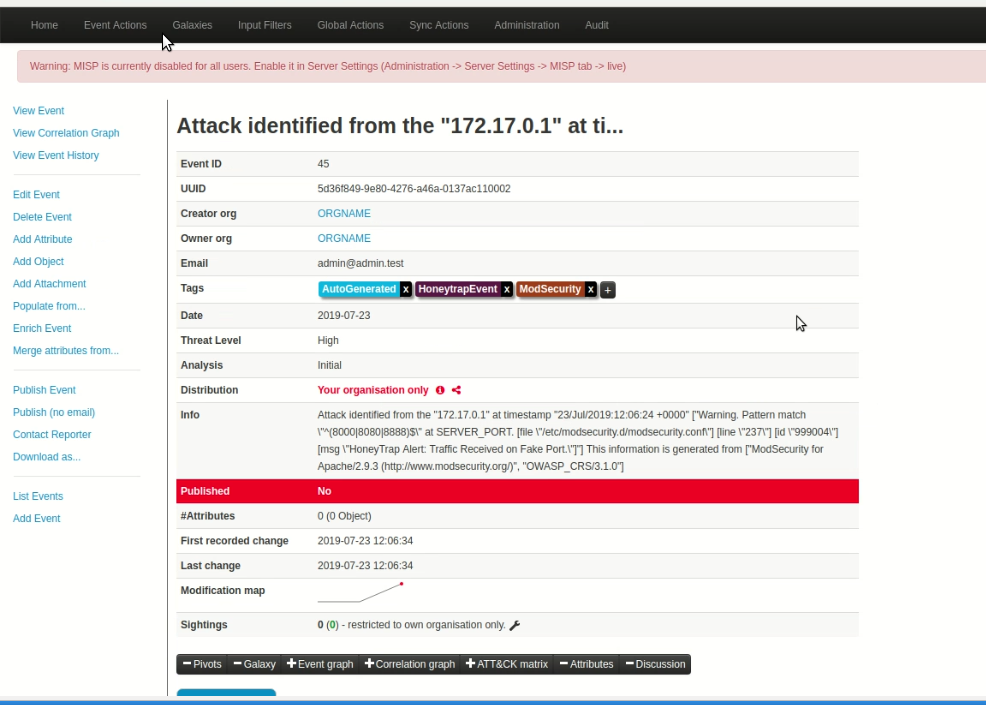 Home Event Actions Galaxies Input Filters Global Actions Sync Actions Administration Audit
Warning: MISP is currently disabled for all users. Enable it in Server Settings (Administration -> Server Settings -> MISP tab -> live)
View Event
View Correlation Graph
View Event History
Edit Event
Delete Event
Add Attribute
Add Object
Add Attachment
Populate from...
Enrich Event
Merge attributes from...
Publish Event
Publish (no email)
Contact Reporter
Download as...
List Events
Add Event
Attack identified from the "172.17.0.1" at ti...
Event ID 45
UUID 5d36f849-9e80-4276-a46a-0137ac110002
Creator org ORGNAME
Owner org ORGNAME
Email admin@admin.test
Tags AutoGenerated x HoneytrapEvent x ModSecurity x +
Date 2019-07-23
Threat Level High
Analysis Initial
Distribution Your organisation only
Info Attack identified from the "172.17.0.1" at timestamp "23/Jul/2019:12:06:24 +0000" ["Warning. Pattern match
\"^(8000|8080|8888)$\" at SERVER_PORT. [file \"/etc/modsecurity.d/modsecurity.conf\"] [line \"237\"] [id \"999004\"]
[msg \"HoneyTrap Alert: Traffic Received on Fake Port.\"]"] This information is generated from ["ModSecurity for
Apache/2.9.3 (http://www.modsecurity.org/)", "OWASP_CRS/3.1.0"]
Published No
#Attributes 0 (0 Object)
First recorded change 2019-07-23 12:06:34
Last change 2019-07-23 12:06:34
Modification map
Sightings 0 (0) - restricted to own organisation only.
− Pivots − Galaxy + Event graph + Correlation graph + ATT&CK matrix − Attributes − Discussion